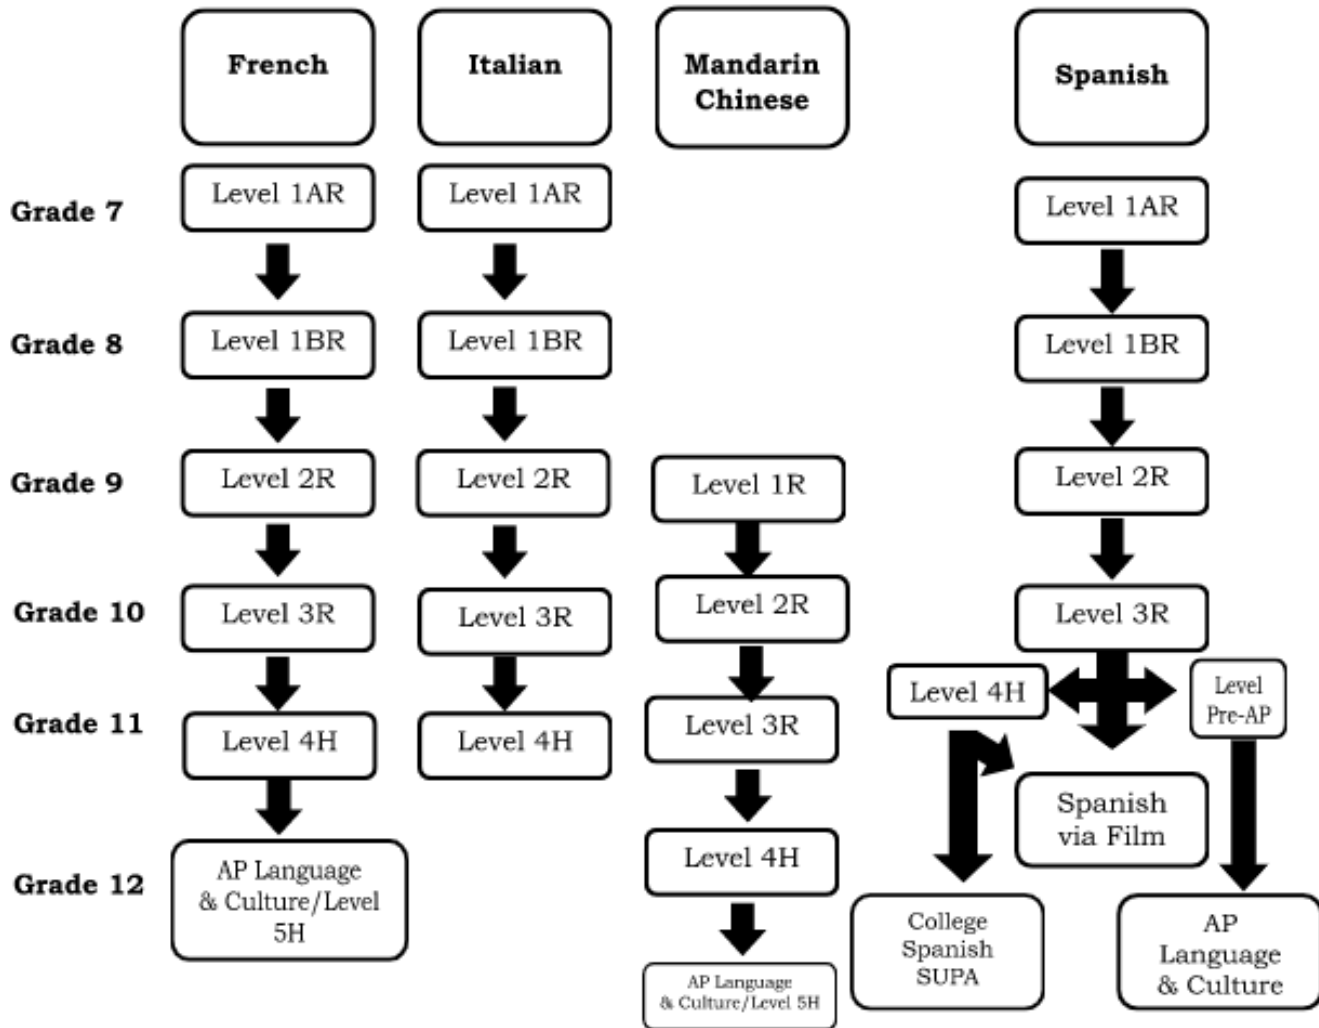 French
Italian
Mandarin
Chinese
Spanish
Grade 7
Level 1AR
Level 1AR
Level 1AR
Grade 8
Level 1BR
Level 1BR
Level 1BR
Grade 9
Level 2R
Level 2R
Level 1R
Level 2R
Grade 10
Level 3R
Level 3R
Level 2R
Level 3R
Grade 11
Level 4H
Level 4H
Level 3R
Level 4H
Level
Pre-AP
Spanish
via Film
Grade 12
AP Language
& Culture/Level
5H
Level 4H
AP Language
& Culture/Level 5H
College
Spanish
SUPA
AP
Language
& Culture